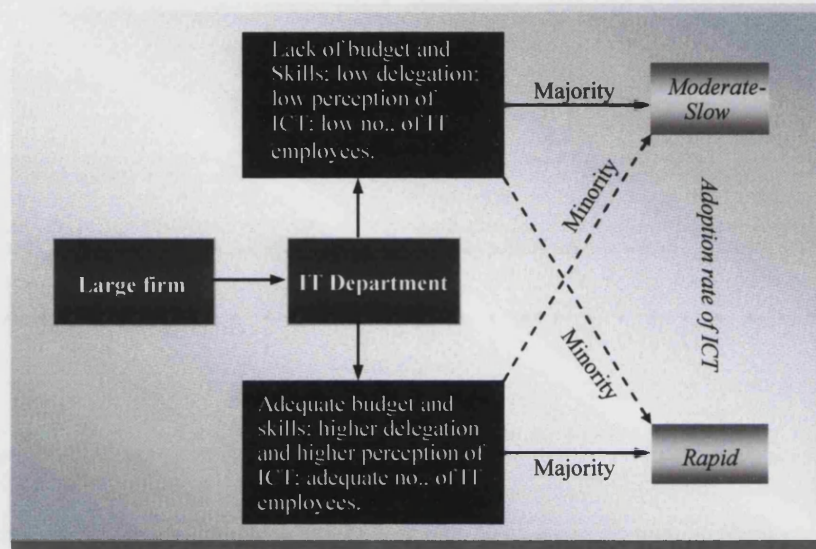 Lack of budget and
Skills: low delegation:
low perception of
ICT: low no.. of IT
employees.
Majority
Moderate-
Slow
Minority
Adoption rate of ICT
Large firm
IT Department
Minority
Adequate budget and
skills: higher delegation
and higher perception of
ICT: adequate no.. of IT
employees.
Majority
Rapid